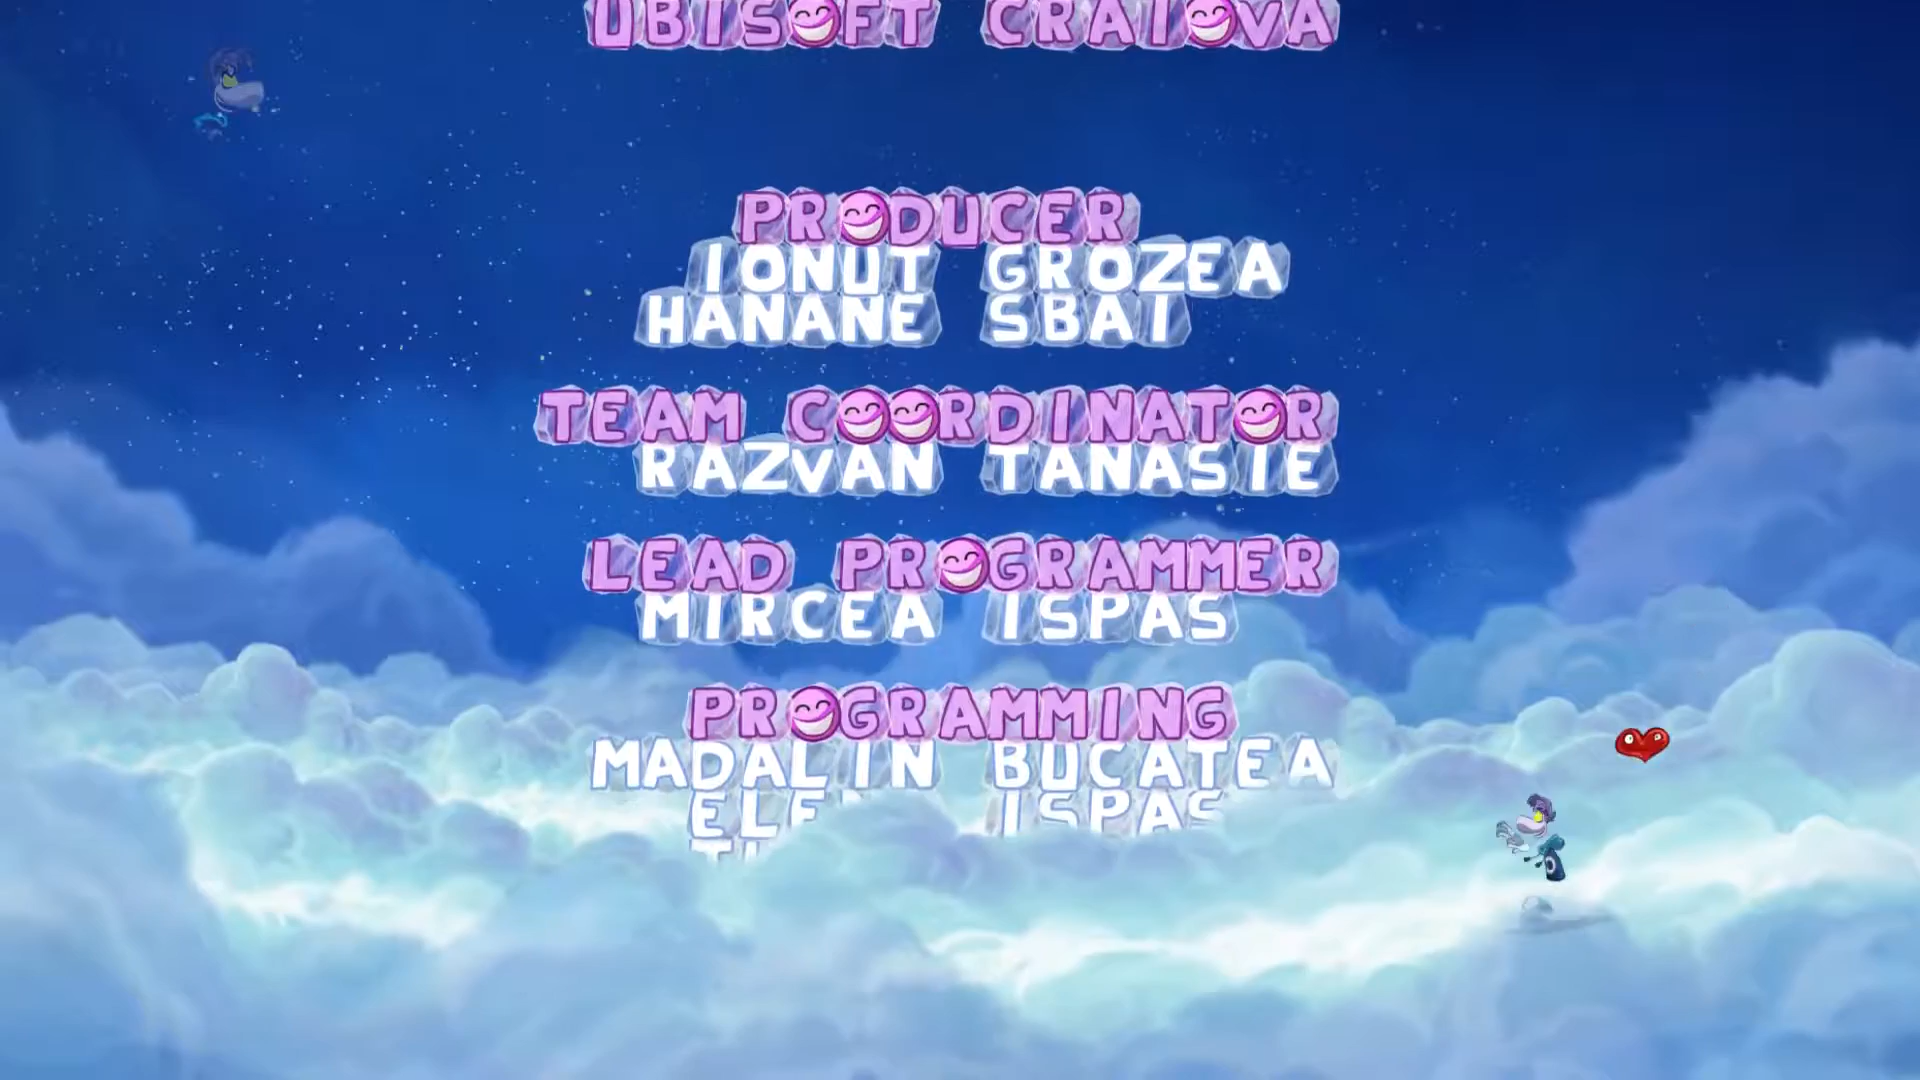 UBISOFT CRAIOVA
PRODUCER
IONUT GROZEA
HANANE SBAI
TEAM COORDINATOR
RAZVAN TANASIE
LEAD PROGRAMMER
MIRCEA ISPAS
PROGRAMMING
MADALIN BUCATEA
ISPAS